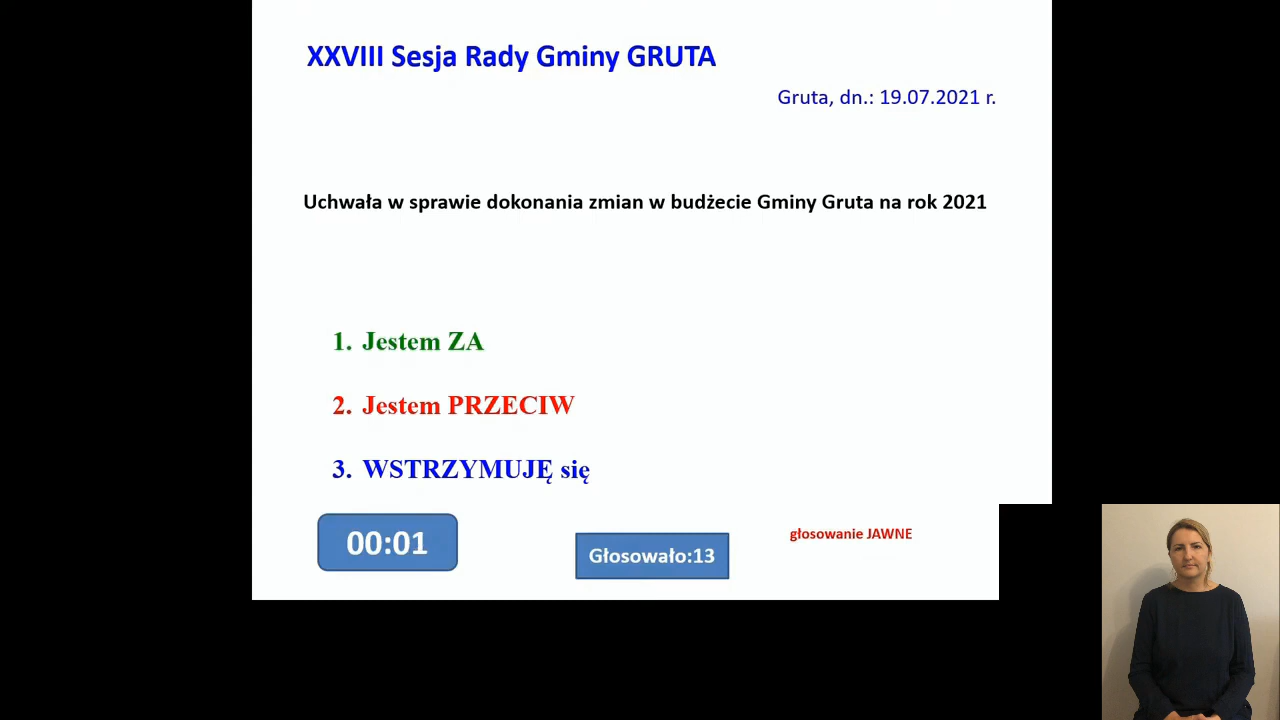 XXVIII Sesja Rady Gminy GRUTA
Gruta, dn.: 19.07.2021 r.
Uchwała w sprawie dokonania zmian w budżecie Gminy Gruta na rok 2021
1. Jestem ZA
2. Jestem PRZECIW
3. WSTRZYMUJĘ się
00:01
Głosowało:13
głosowanie JAWNE